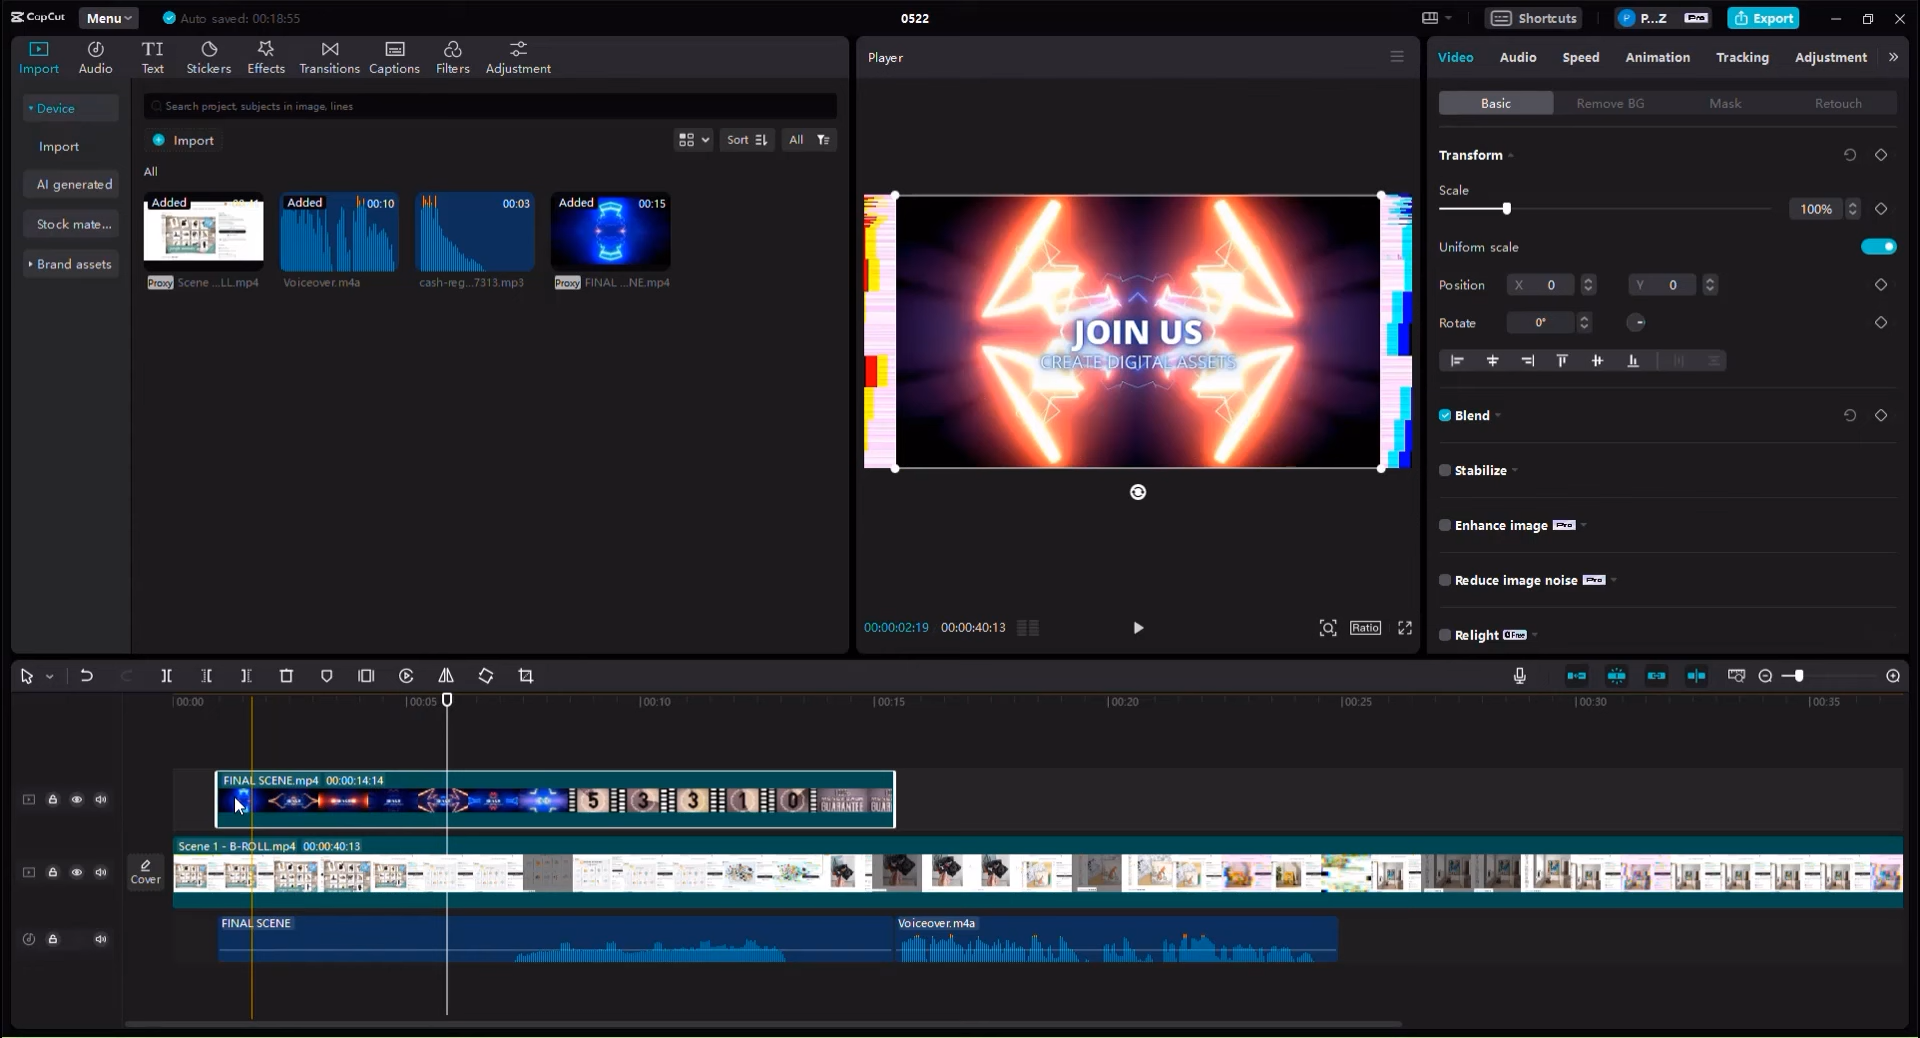 CapCut
Menu
Auto saved: 00:18:55
0522
Shortcuts
P...Z
Pro
Export
Import
Audio
Text
Stickers
Effects
Transitions
Captions
Filters
Adjustment
Device
Import
AI generated
Stock mate...
Brand assets
Search project, subjects in image, lines
Import
Sort
All
All
Added
Added 00:10
00:03
Added 00:15
Proxy Scene ...LL.mp4
Voiceover.m4a
cash-reg...7313.mp3
Proxy FINAL ...NE.mp4
Player
JOIN US
CREATE DIGITAL ASSETS
00:00:02:19 00:00:40:13
Ratio
Video
Audio
Speed
Animation
Tracking
Adjustment
Basic
Remove BG
Mask
Retouch
Transform
Scale
100%
Uniform scale
Position X 0 Y 0
Rotate 0°
Blend
Stabilize
Enhance image Pro
Reduce image noise Pro
Relight Free
00:00 00:05 00:10 00:15 00:20 00:25 00:30 00:35
FINAL SCENE.mp4 00:00:14:14
5 3 3 1 0
GUARANTEE
Cover
Scene 1 - B-ROLL.mp4 00:00:40:13
FINAL SCENE
Voiceover.m4a